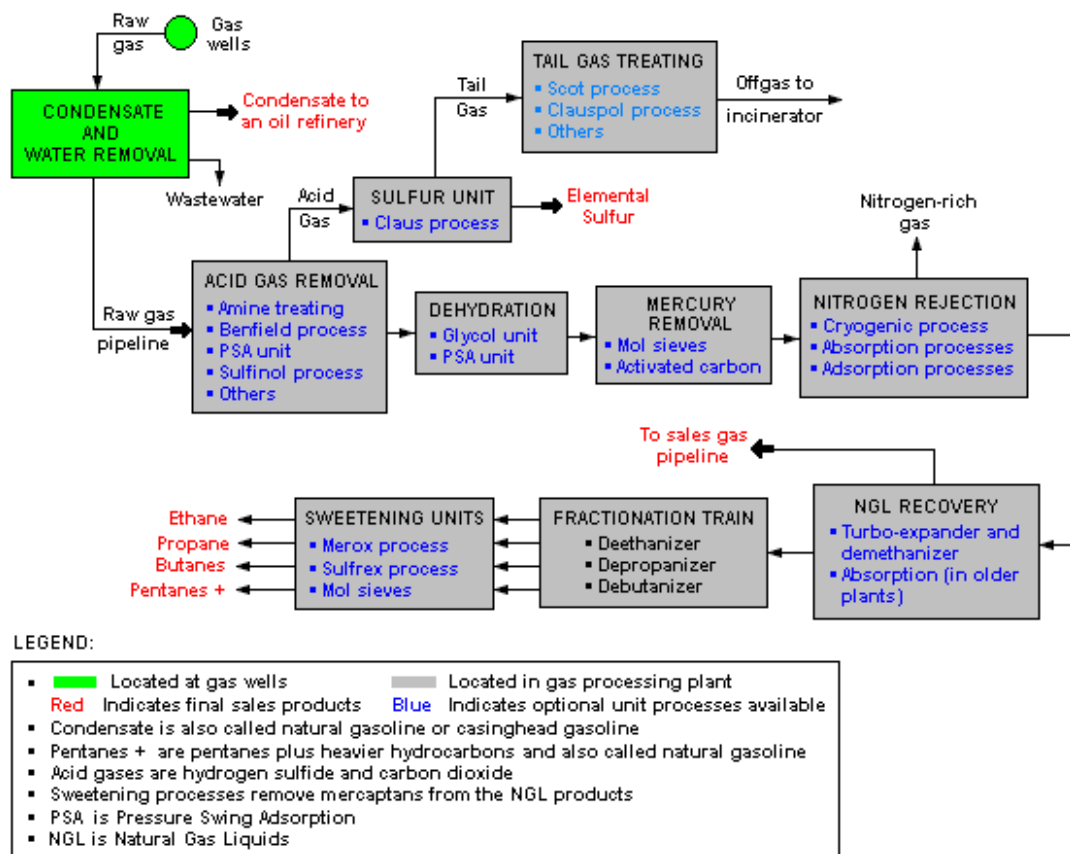 Raw
gas
Gas
wells
CONDENSATE
AND
WATER REMOVAL
Condensate to
an oil refinery
Wastewater
Tail
Gas
TAIL GAS TREATING
▪ Scot process
▪ Clauspol process
▪ Others
Offgas to
incinerator
Acid
Gas
SULFUR UNIT
▪ Claus process
Elemental
Sulfur
Nitrogen-rich
gas
Raw gas
pipeline
ACID GAS REMOVAL
▪ Amine treating
▪ Benfield process
▪ PSA unit
▪ Sulfinol process
▪ Others
DEHYDRATION
▪ Glycol unit
▪ PSA unit
MERCURY
REMOVAL
▪ Mol sieves
▪ Activated carbon
NITROGEN REJECTION
▪ Cryogenic process
▪ Absorption processes
▪ Adsorption processes
To sales gas
pipeline
NGL RECOVERY
▪ Turbo-expander and
demethanizer
▪ Absorption (in older
plants)
FRACTIONATION TRAIN
▪ Deethanizer
▪ Depropanizer
▪ Debutanizer
SWEETENING UNITS
▪ Merox process
▪ Sulfrex process
▪ Mol sieves
Ethane
Propane
Butanes
Pentanes +
LEGEND:
▪ Located at gas wells Located in gas processing plant
Red Indicates final sales products Blue Indicates optional unit processes available
▪ Condensate is also called natural gasoline or casinghead gasoline
▪ Pentanes + are pentanes plus heavier hydrocarbons and also called natural gasoline
▪ Acid gases are hydrogen sulfide and carbon dioxide
▪ Sweetening processes remove mercaptans from the NGL products
▪ PSA is Pressure Swing Adsorption
▪ NGL is Natural Gas Liquids